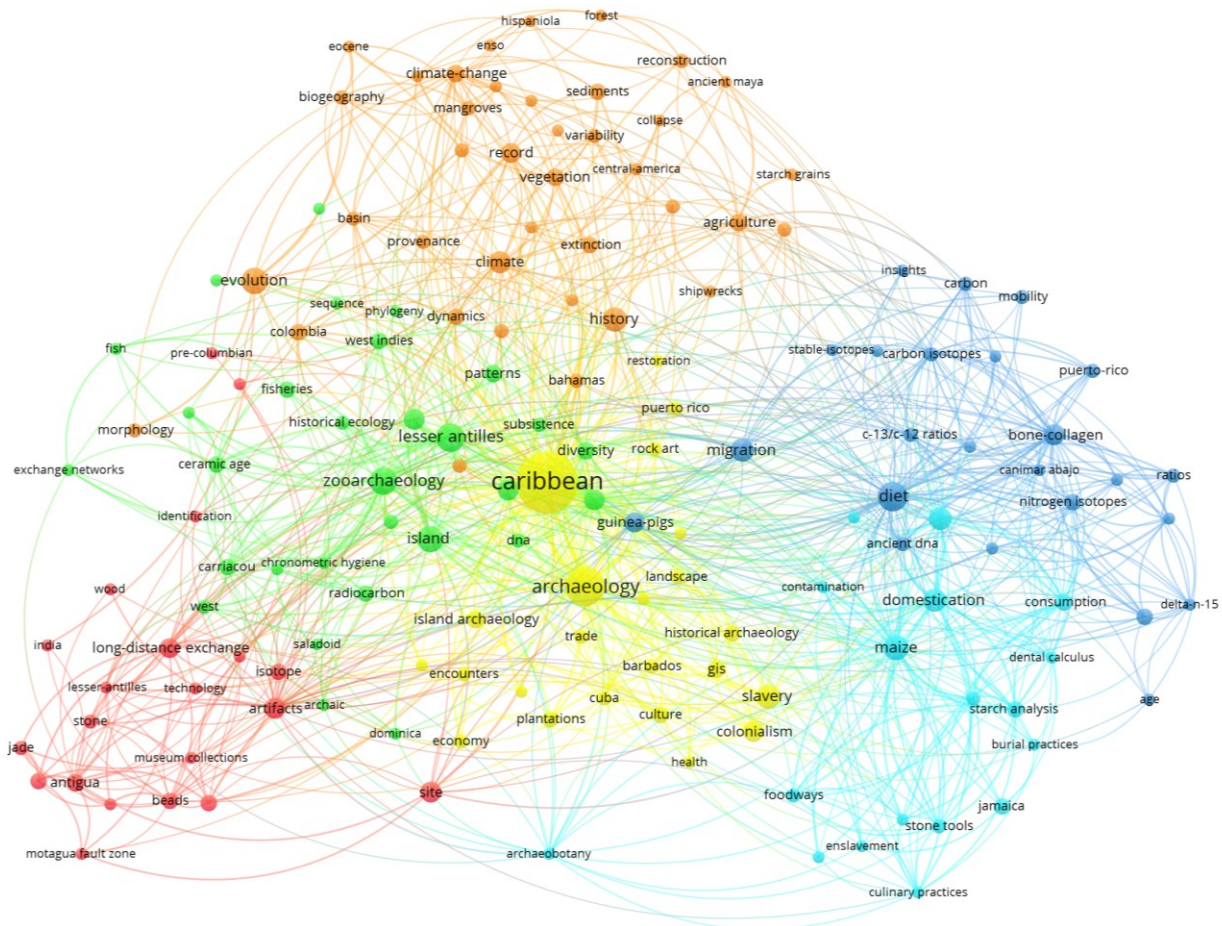 hispaniola
forest
eocene
enso
reconstruction
climate-change
ancient maya
biogeography
sediments
mangroves
collapse
variability
record
central-america
vegetation
starch grains
basin
agriculture
provenance
extinction
climate
insights
evolution
carbon
mobility
shipwrecks
sequence
phylogeny
dynamics
history
colombia
west indies
fish
pre-columbian
stable-isotopes
carbon isotopes
restoration
puerto-rico
patterns
bahamas
fisheries
puerto rico
historical ecology
subsistence
morphology
lesser antilles
c-13/c-12 ratios
bone-collagen
diversity
rock art
migration
ceramic age
exchange networks
canimar abajo
ratios
zooarchaeology
caribbean
diet
nitrogen isotopes
identification
guinea-pigs
island
dna
ancient dna
chronometric hygiene
carriacou
landscape
wood
radiocarbon
archaeology
contamination
west
domestication
consumption
delta-n-15
island archaeology
trade
historical archaeology
india
long-distance exchange
saladoid
maize
dental calculus
isotope
encounters
barbados
gis
lesser-antilles
technology
cuba
slavery
age
artifacts
archaic
starch analysis
stone
plantations
culture
dominica
colonialism
economy
jade
museum collections
burial practices
health
antigua
site
foodways
beads
jamaica
stone tools
enslavement
motagua fault zone
archaeobotany
culinary practices